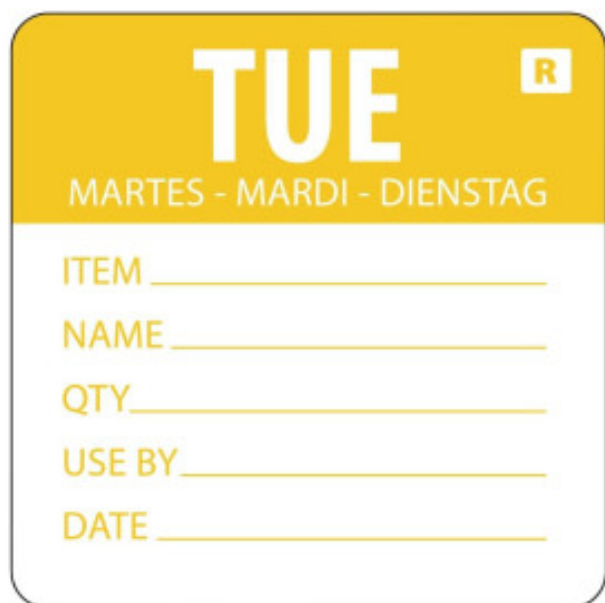 TUE
R
MARTES - MARDI - DIENSTAG
ITEM
NAME
QTY
USE BY
DATE